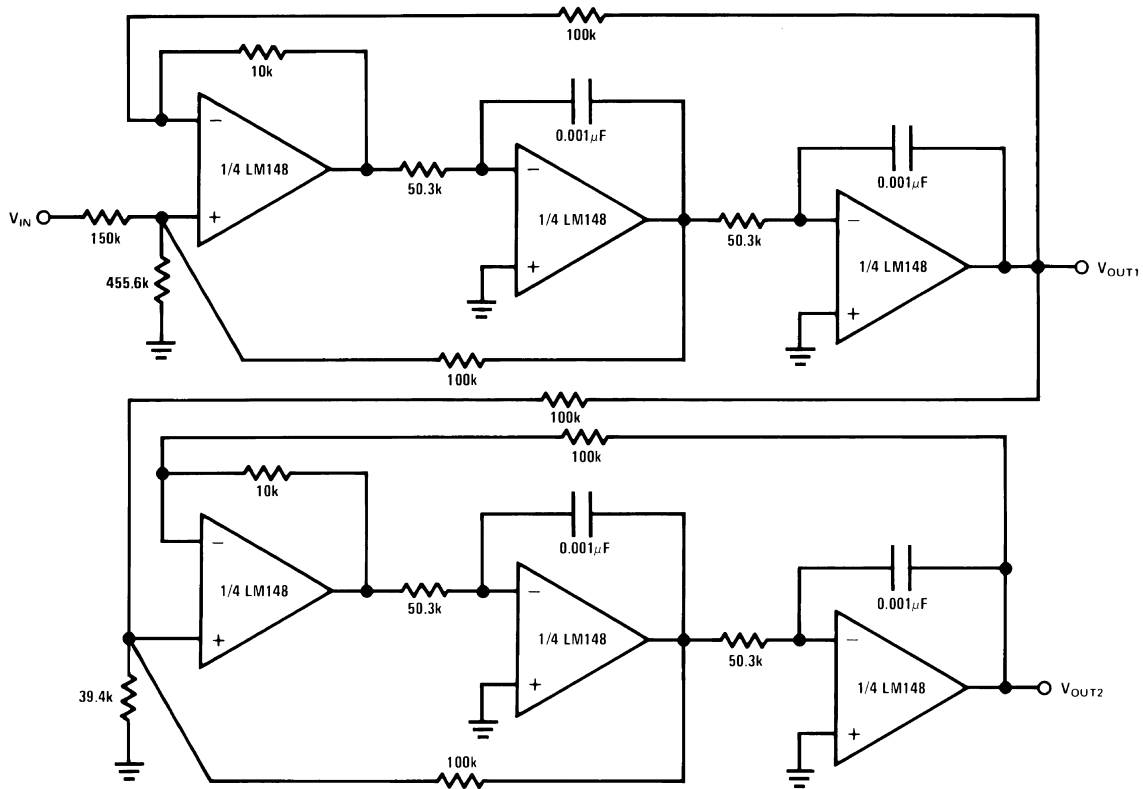 100k
10k
0.001μF
1/4 LM148
50.3k
0.001μF
1/4 LM148
VIN
150k
50.3k
1/4 LM148
VOUT1
455.6k
100k
100k
100k
10k
0.001μF
1/4 LM148
50.3k
0.001μF
1/4 LM148
50.3k
39.4k
1/4 LM148
VOUT2
100k